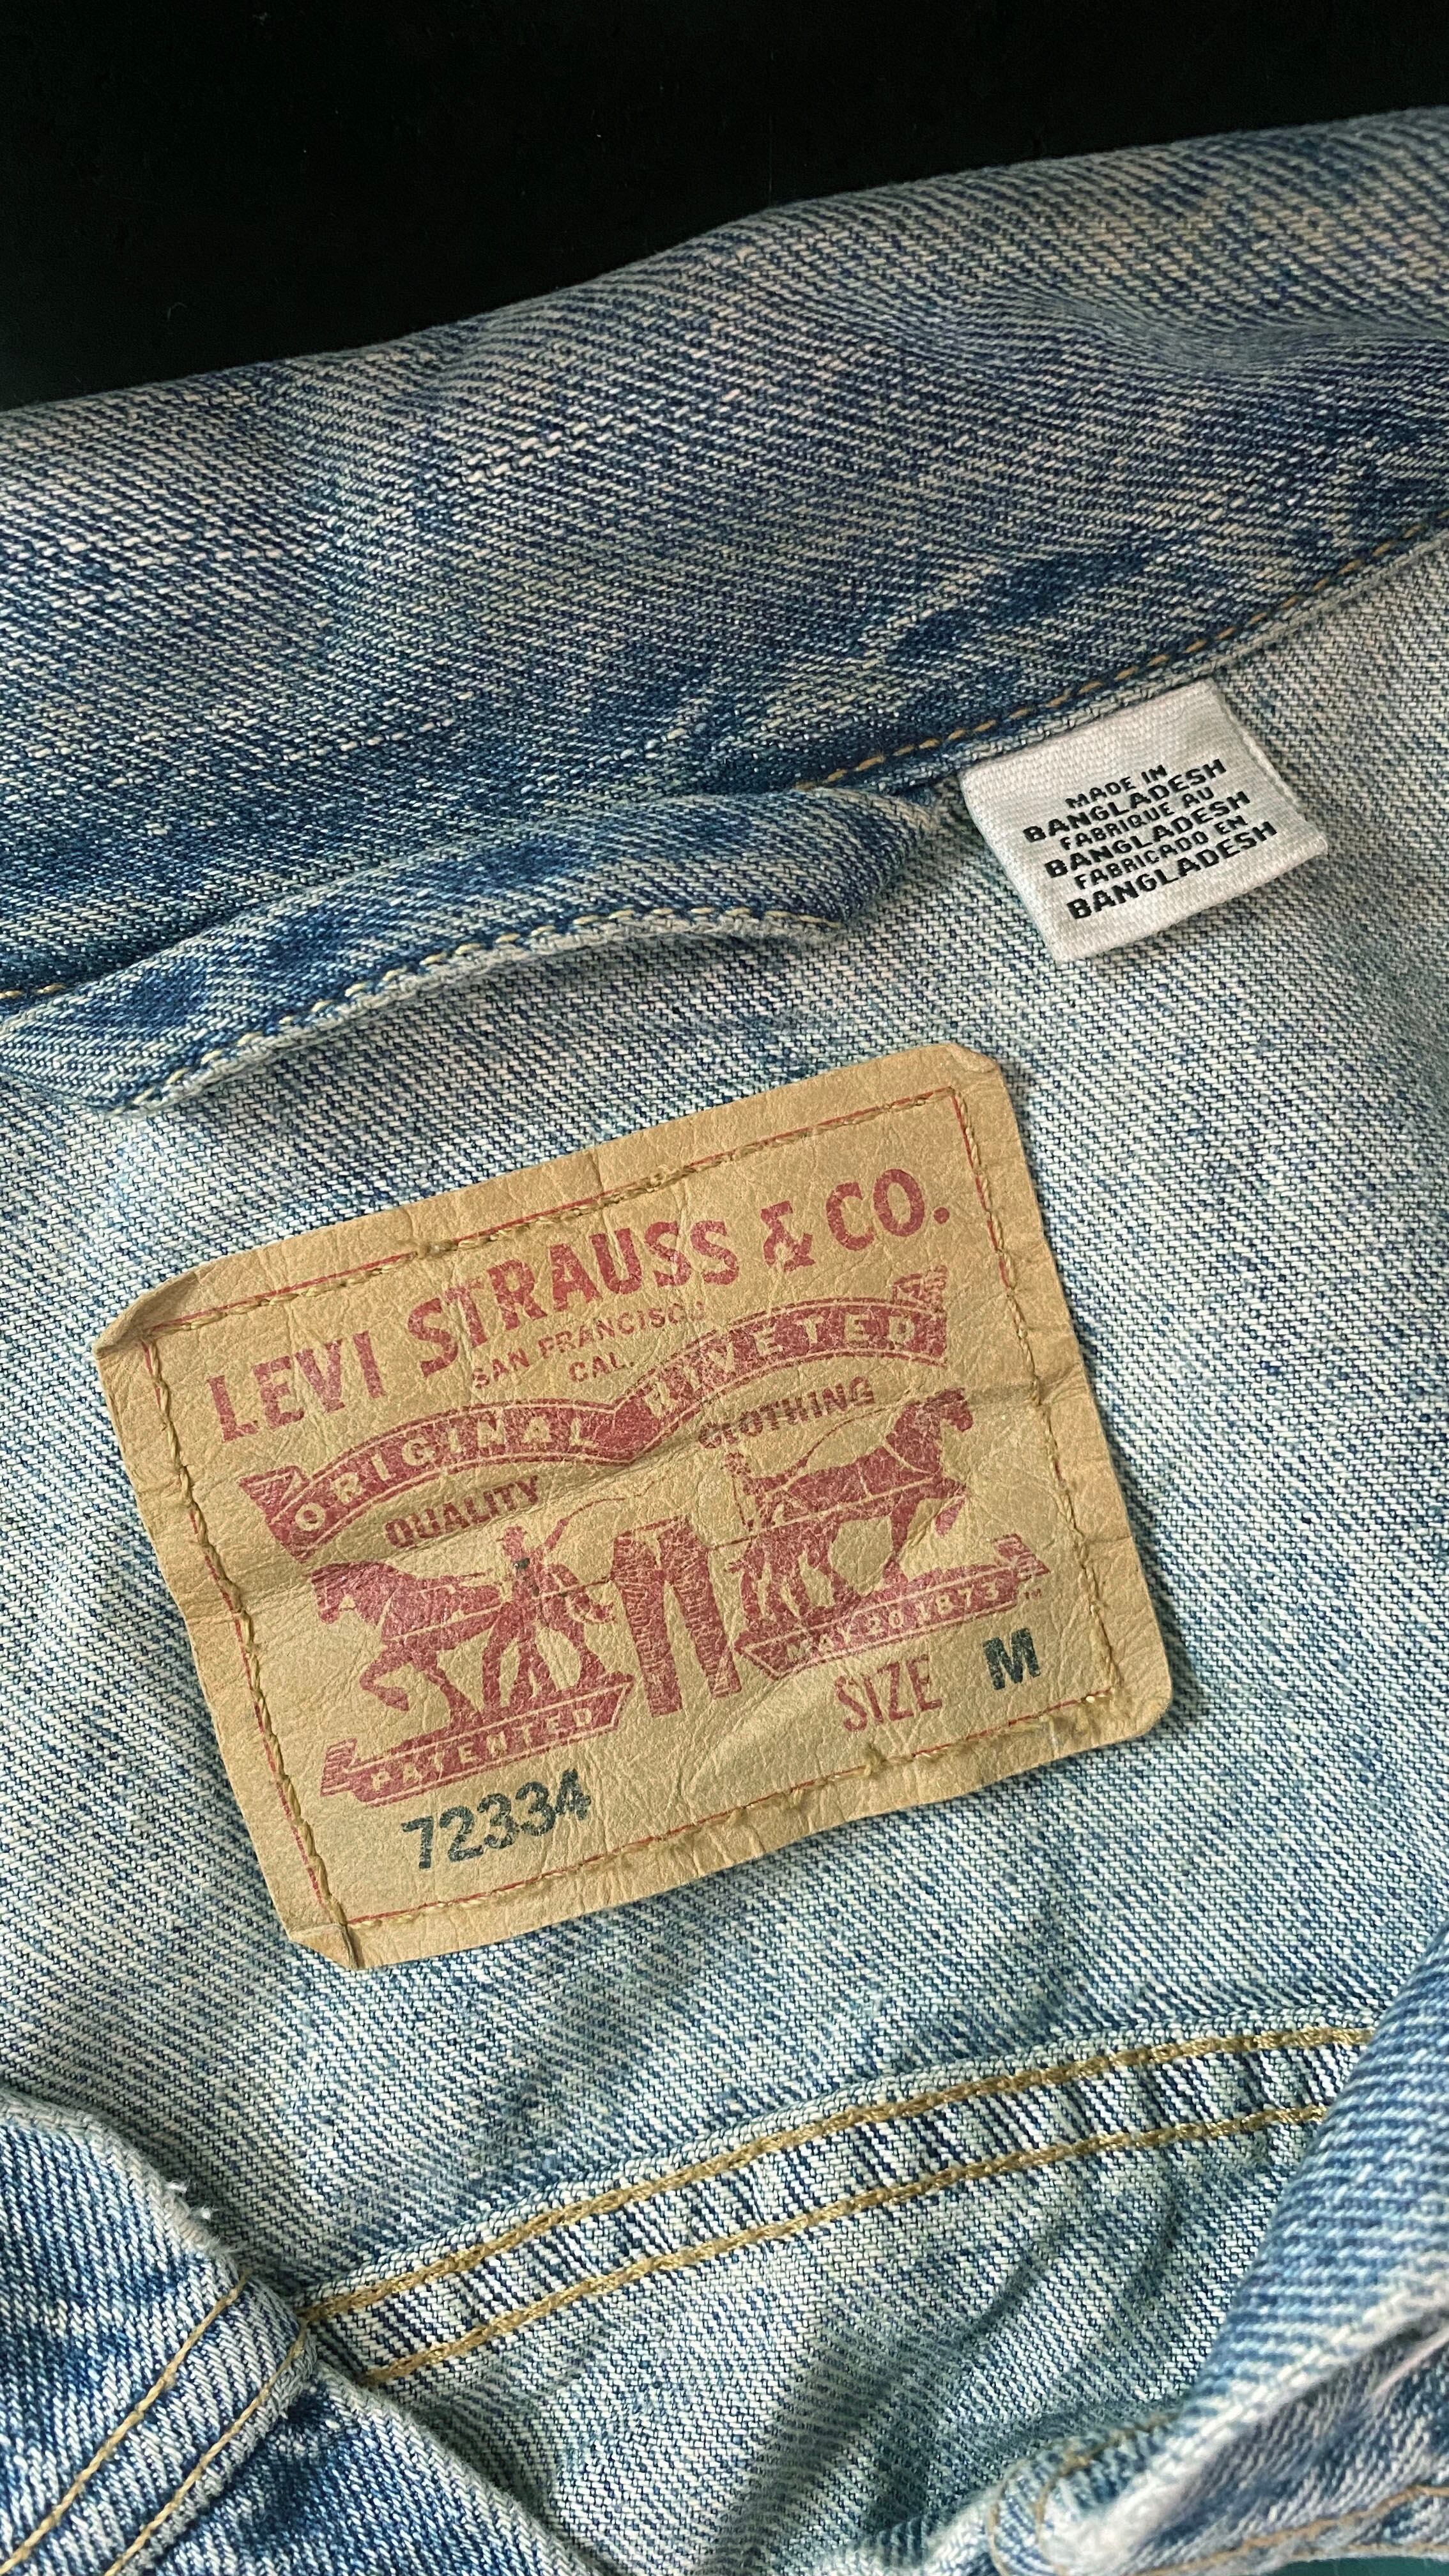 MADE IN
BANGLADESH
FABRIQUE AU
BANGLADESH
FABRICADO EN
BANGLADESH
LEVI STRAUSS & CO.
SAN FRANCISCO
CAL.
ORIGINAL RIVETED
QUALITY CLOTHING
PATENTED MAY 20 1873 ™
SIZE M
72334